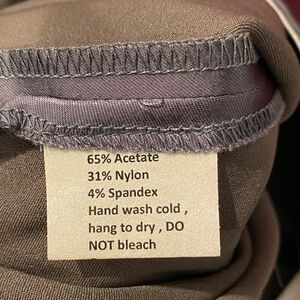 65% Acetate
31% Nylon
4% Spandex
Hand wash cold ,
hang to dry , DO
NOT bleach